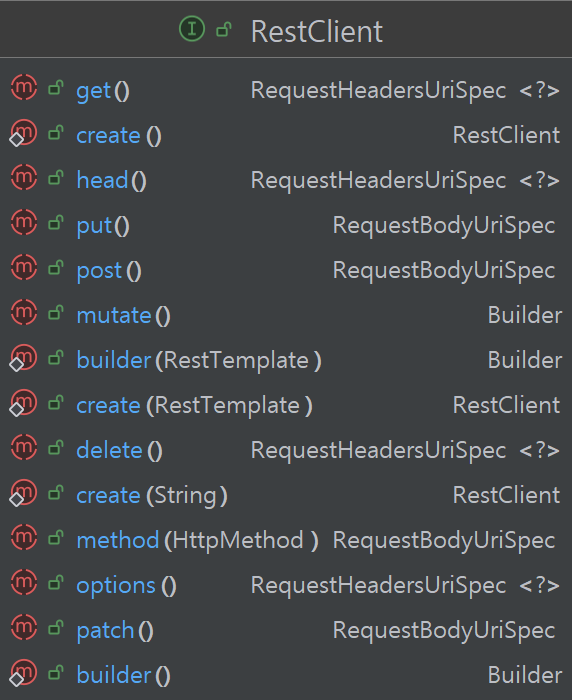 I RestClient
m get() RequestHeadersUriSpec <?>
m create() RestClient
m head() RequestHeadersUriSpec <?>
m put() RequestBodyUriSpec
m post() RequestBodyUriSpec
m mutate() Builder
m builder(RestTemplate) Builder
m create(RestTemplate) RestClient
m delete() RequestHeadersUriSpec <?>
m create(String) RestClient
m method(HttpMethod) RequestBodyUriSpec
m options() RequestHeadersUriSpec <?>
m patch() RequestBodyUriSpec
m builder() Builder